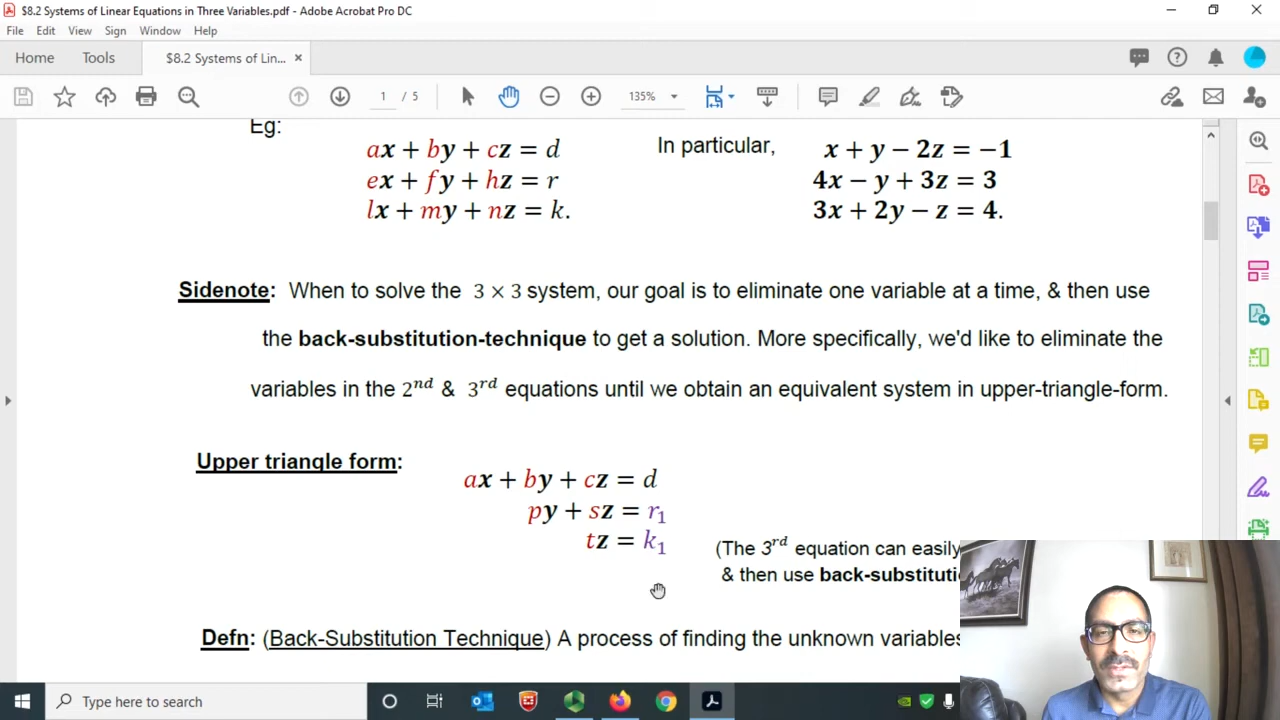 $8.2 Systems of Linear Equations in Three Variables.pdf - Adobe Acrobat Pro DC
File Edit View Sign Window Help
Home Tools $8.2 Systems of Lin... ×
1 / 5 135%
Eg:
ax + by + cz = d In particular, x + y − 2z = −1
ex + fy + hz = r 4x − y + 3z = 3
lx + my + nz = k. 3x + 2y − z = 4.
Sidenote: When to solve the 3 × 3 system, our goal is to eliminate one variable at a time, & then use
the back-substitution-technique to get a solution. More specifically, we'd like to eliminate the
variables in the 2nd & 3rd equations until we obtain an equivalent system in upper-triangle-form.
Upper triangle form:
ax + by + cz = d
py + sz = r1
tz = k1
(The 3rd equation can easily
& then use back-substituti
Defn: (Back-Substitution Technique) A process of finding the unknown variables
Type here to search